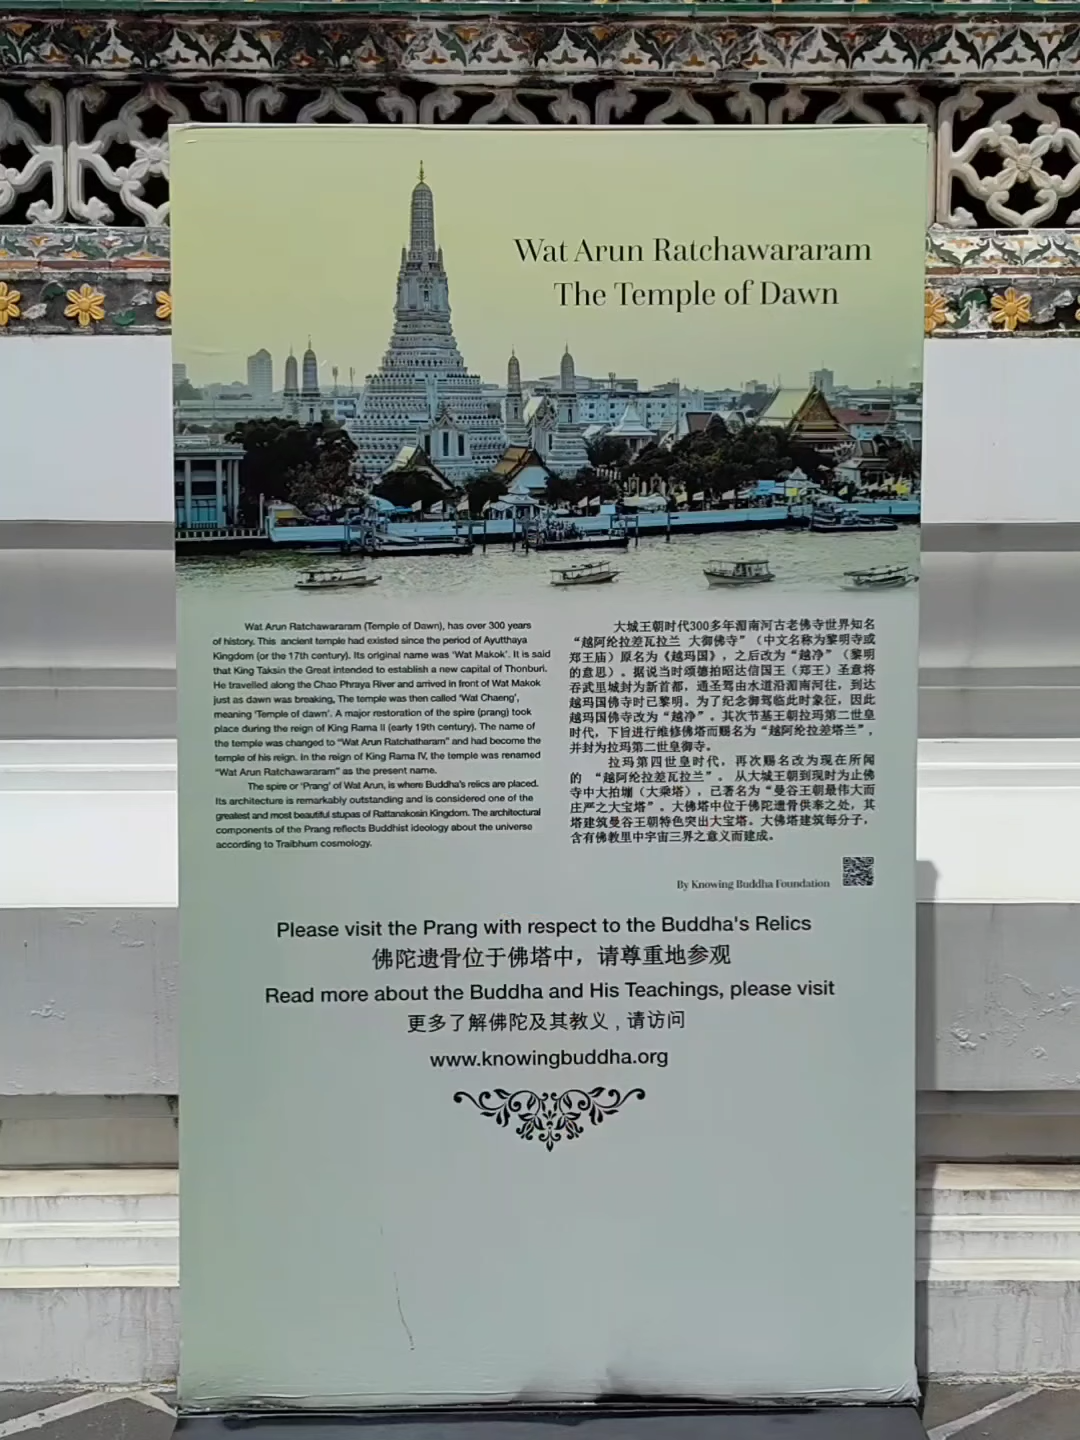 Wat Arun Ratchawararam
The Temple of Dawn
Wat Arun Ratchawararam (Temple of Dawn), has over 300 years
of history. This ancient temple had existed since the period of Ayutthaya
Kingdom (or the 17th century). Its original name was 'Wat Makok'. It is said
that King Taksin the Great intended to establish a new capital of Thonburi.
He travelled along the Chao Phraya River and arrived in front of Wat Makok
just as dawn was breaking, The temple was then called 'Wat Chaeng',
meaning 'Temple of dawn'. A major restoration of the spire (prang) took
place during the reign of King Rama II (early 19th century). The name of
the temple was changed to "Wat Arun Ratchatharam" and had become the
temple of his reign. In the reign of King Rama IV, the temple was renamed
"Wat Arun Ratchawararam" as the present name.
The spire or 'Prang' of Wat Arun, is where Buddha's relics are placed.
Its architecture is remarkably outstanding and is considered one of the
greatest and most beautiful stupas of Rattanakosin Kingdom. The architectural
components of the Prang reflects Buddhist ideology about the universe
according to Traibhum cosmology.
大城王朝时代300多年湄南河古老佛寺世界知名
“越阿纶拉差瓦拉兰 大御佛寺”（中文名称为黎明寺或
郑王庙）原名为《越玛国》，之后改为“越净”（黎明
的意思）。据说当时颂德拍昭达信国王（郑王）圣意将
吞武里城封为新首都，遇圣驾由水道沿湄南河往，到达
越玛国佛寺时已黎明。为了纪念御驾临此时象征，因此
越玛国佛寺改为“越净”。其次节基王朝拉玛第二世皇
时代，下旨进行维修佛塔而赐名为“越阿纶拉差塔兰”，
并封为拉玛第二世皇御寺。
拉玛第四世皇时代，再次赐名改为现在所闻
的 “越阿纶拉差瓦拉兰”。 从大城王朝到现时为止佛
寺中大拍塴（大乘塔），已著名为“曼谷王朝最伟大而
庄严之大宝塔”。大佛塔中位于佛陀遗骨供奉之处，其
塔建筑曼谷王朝特色突出大宝塔。大佛塔建筑每分子，
含有佛教里中宇宙三界之意义而建成。
By Knowing Buddha Foundation
Please visit the Prang with respect to the Buddha's Relics
佛陀遗骨位于佛塔中，请尊重地参观
Read more about the Buddha and His Teachings, please visit
更多了解佛陀及其教义，请访问
www.knowingbuddha.org